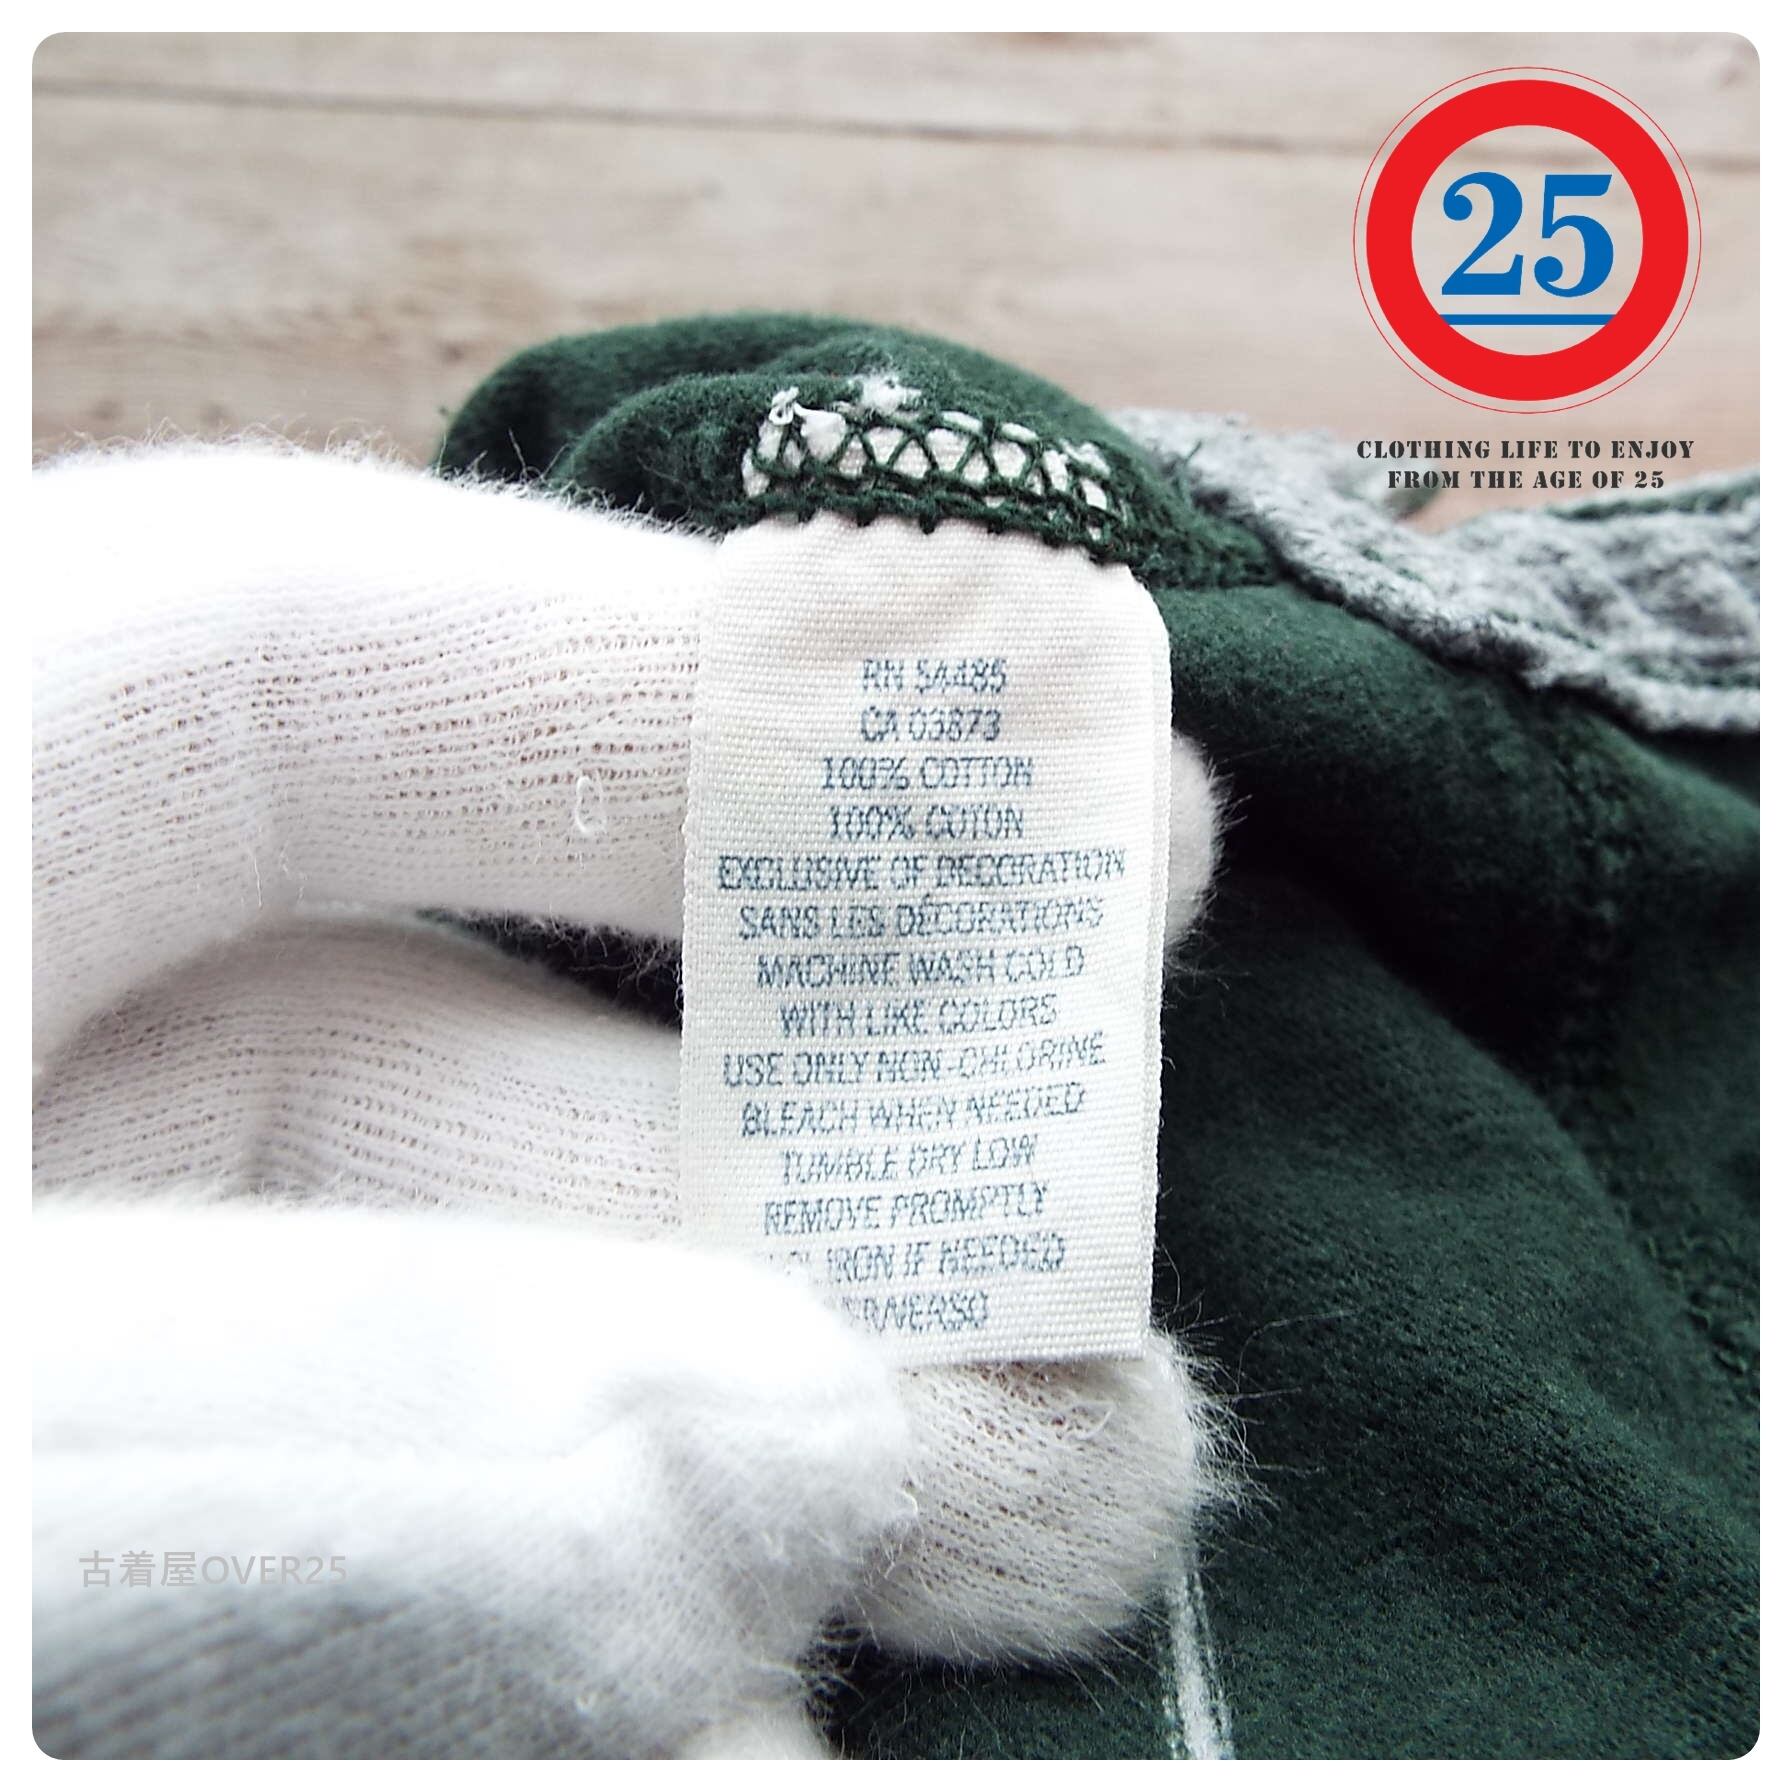 25
CLOTHING LIFE TO ENJOY
FROM THE AGE OF 25
RN 54485
CA 03873
100% COTTON
100% COTON
EXCLUSIVE OF DECORATION
SANS LES DÉCORATIONS
MACHINE WASH COLD
WITH LIKE COLORS
USE ONLY NON-CHLORINE
BLEACH WHEN NEEDED
TUMBLE DRY LOW
REMOVE PROMPTLY
IRON IF NEEDED
古着屋OVER25